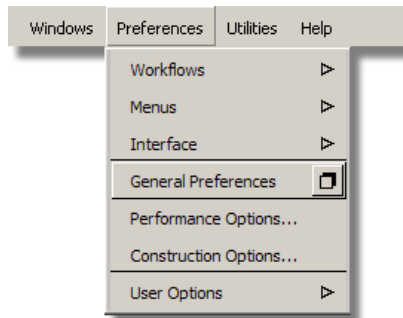 Windows Preferences Utilities Help
Workflows
Menus
Interface
General Preferences
Performance Options...
Construction Options...
User Options